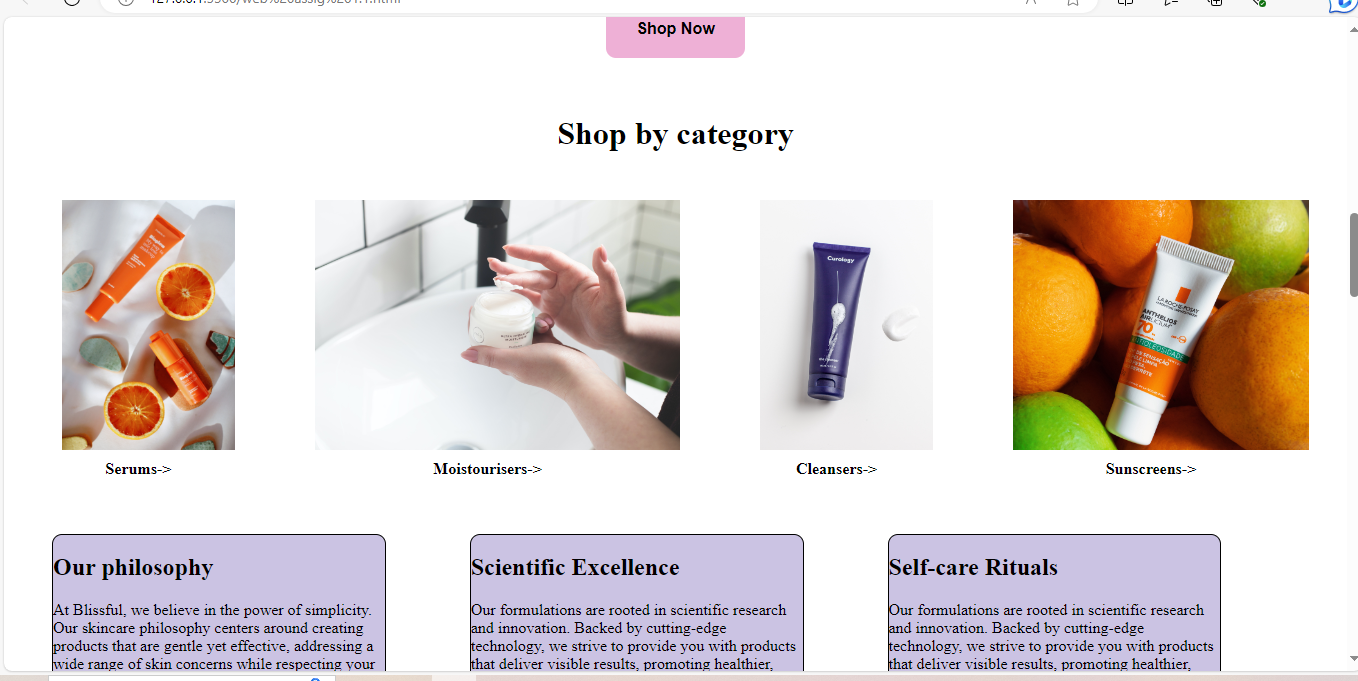 Shop Now
Shop by category
Curology
LA ROCHE-POSAY
ANTHELIOS
Serums->
Moistourisers->
Cleansers->
Sunscreens->
Our philosophy
At Blissful, we believe in the power of simplicity.
Our skincare philosophy centers around creating
products that are gentle yet effective, addressing a
wide range of skin concerns while respecting your
Scientific Excellence
Our formulations are rooted in scientific research
and innovation. Backed by cutting-edge
technology, we strive to provide you with products
that deliver visible results, promoting healthier,
Self-care Rituals
Our formulations are rooted in scientific research
and innovation. Backed by cutting-edge
technology, we strive to provide you with products
that deliver visible results, promoting healthier,